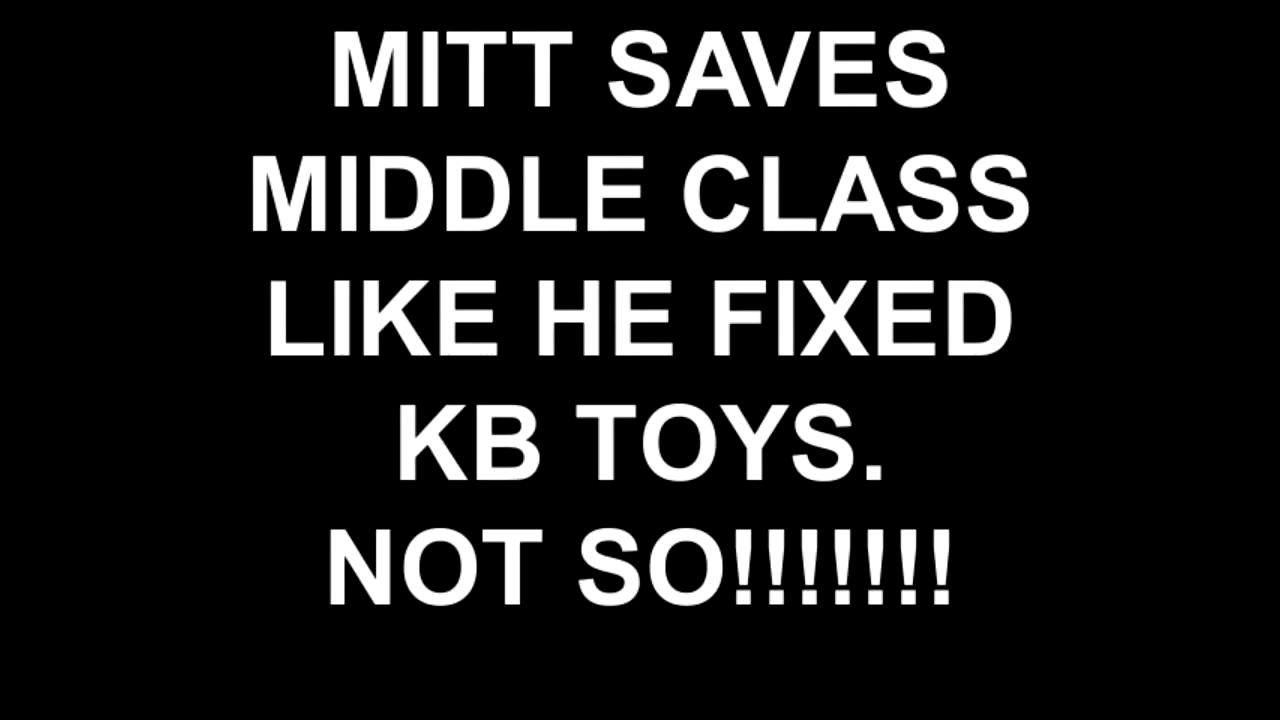 MITT SAVES
MIDDLE CLASS
LIKE HE FIXED
KB TOYS.
NOT SO!!!!!!!